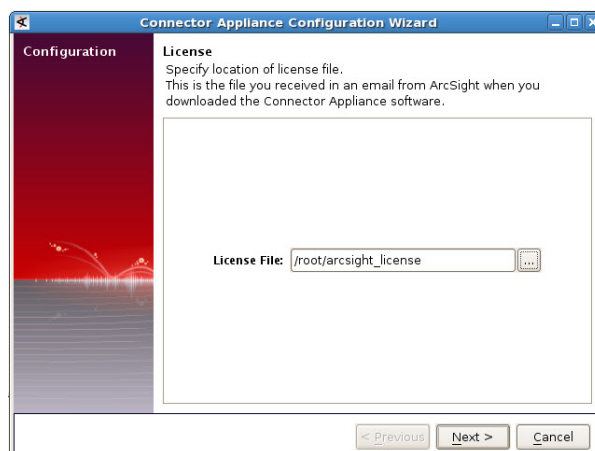 Connector Appliance Configuration Wizard
Configuration
License
Specify location of license file.
This is the file you received in an email from ArcSight when you
downloaded the Connector Appliance software.
License File: /root/arcsight_license ...
< Previous Next > Cancel